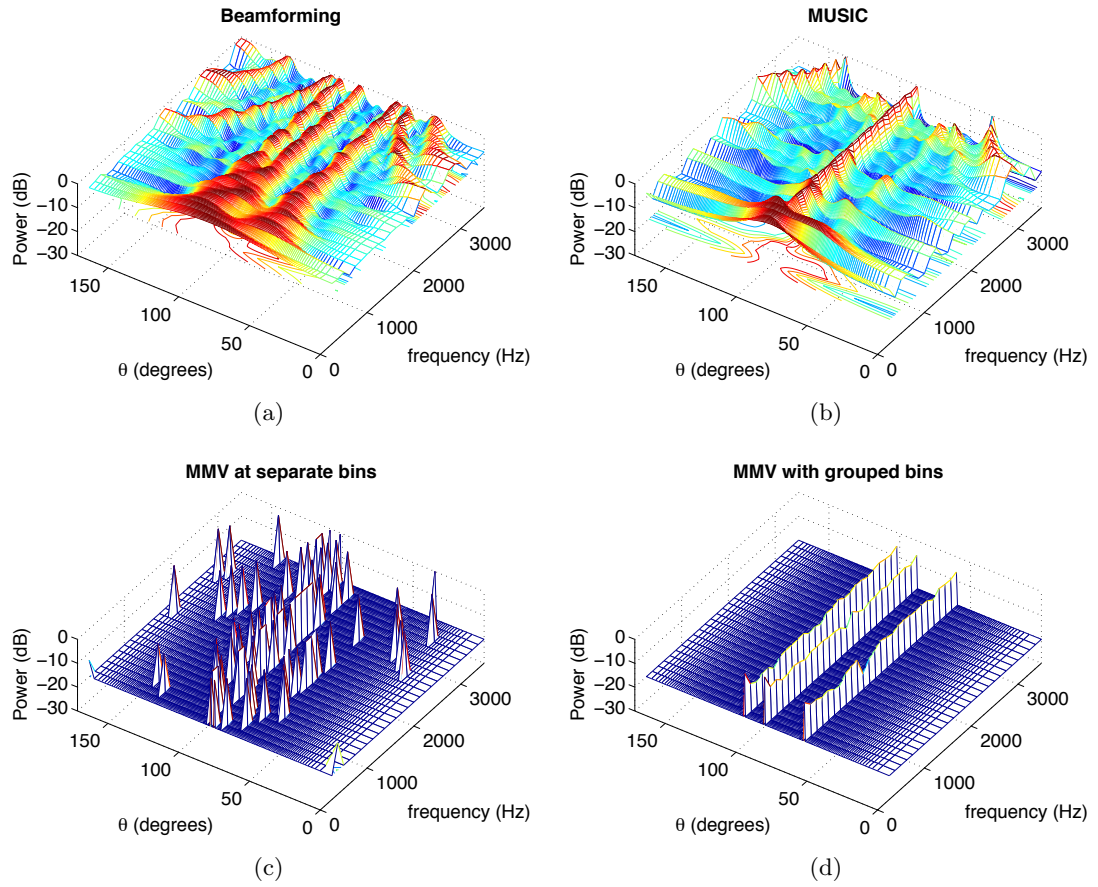 Beamforming
0
−10
−20
−30
Power (dB)
150
100
50
0
θ (degrees)
0
1000
2000
3000
frequency (Hz)
(a)
MUSIC
0
−10
−20
−30
Power (dB)
150
100
50
0
θ (degrees)
0
1000
2000
3000
frequency (Hz)
(b)
MMV at separate bins
0
−10
−20
−30
Power (dB)
150
100
50
0
θ (degrees)
0
1000
2000
3000
frequency (Hz)
(c)
MMV with grouped bins
0
−10
−20
−30
Power (dB)
150
100
50
0
θ (degrees)
0
1000
2000
3000
frequency (Hz)
(d)